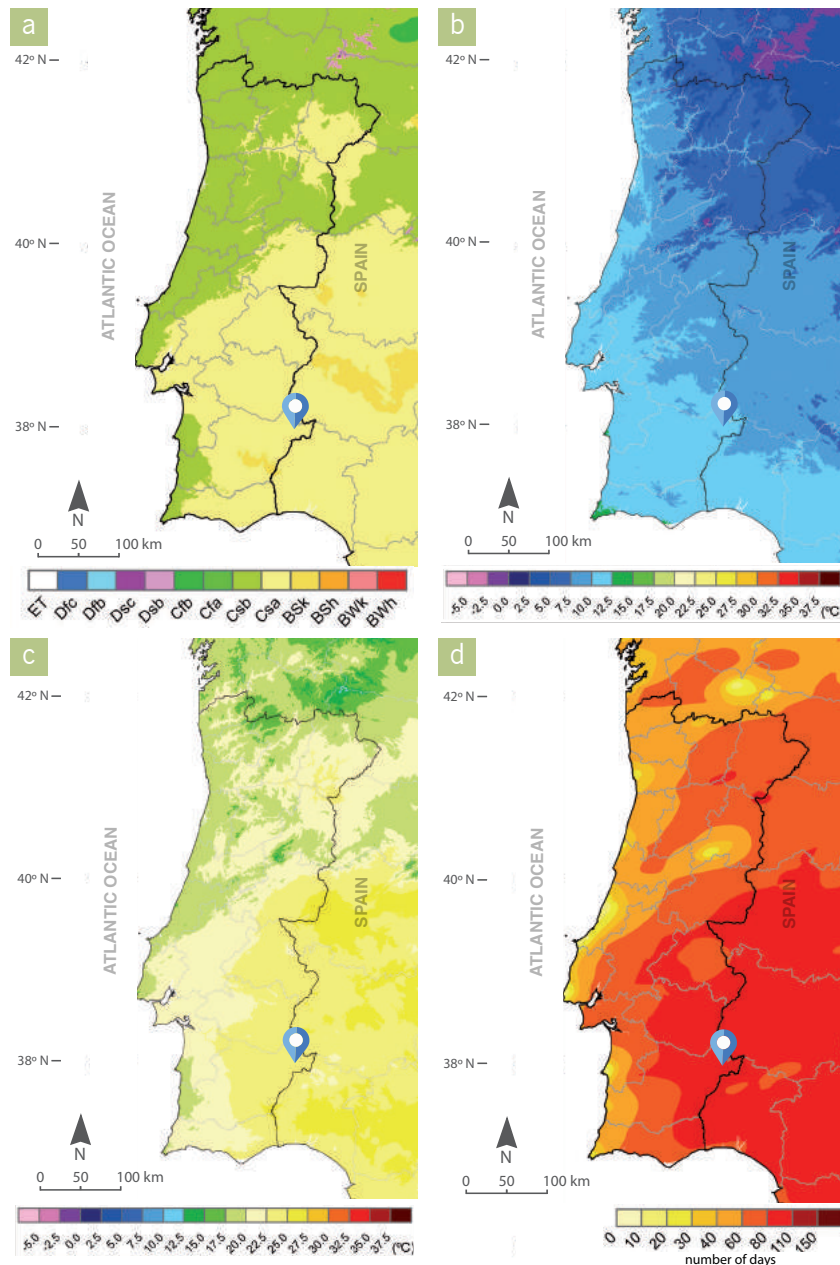 a
42º N
40º N
38º N
ATLANTIC OCEAN
SPAIN
N
0 50 100 km
ET Dfc Dfb Dsc Dsb Cfb Cfa Csb Csa BSk BSh BWk BWh
b
42º N
40º N
38º N
ATLANTIC OCEAN
SPAIN
N
0 50 100 km
-5.0 -2.5 0.0 2.5 5.0 7.5 10.0 12.5 15.0 17.5 20.0 22.5 25.0 27.5 30.0 32.5 35.0 37.5 (ºC)
c
42º N
40º N
38º N
ATLANTIC OCEAN
SPAIN
N
0 50 100 km
-5.0 -2.5 0.0 2.5 5.0 7.5 10.0 12.5 15.0 17.5 20.0 22.5 25.0 27.5 30.0 32.5 35.0 37.5 (ºC)
d
42º N
40º N
38º N
ATLANTIC OCEAN
SPAIN
N
0 50 100 km
0 10 20 30 40 60 80 110 150
number of days